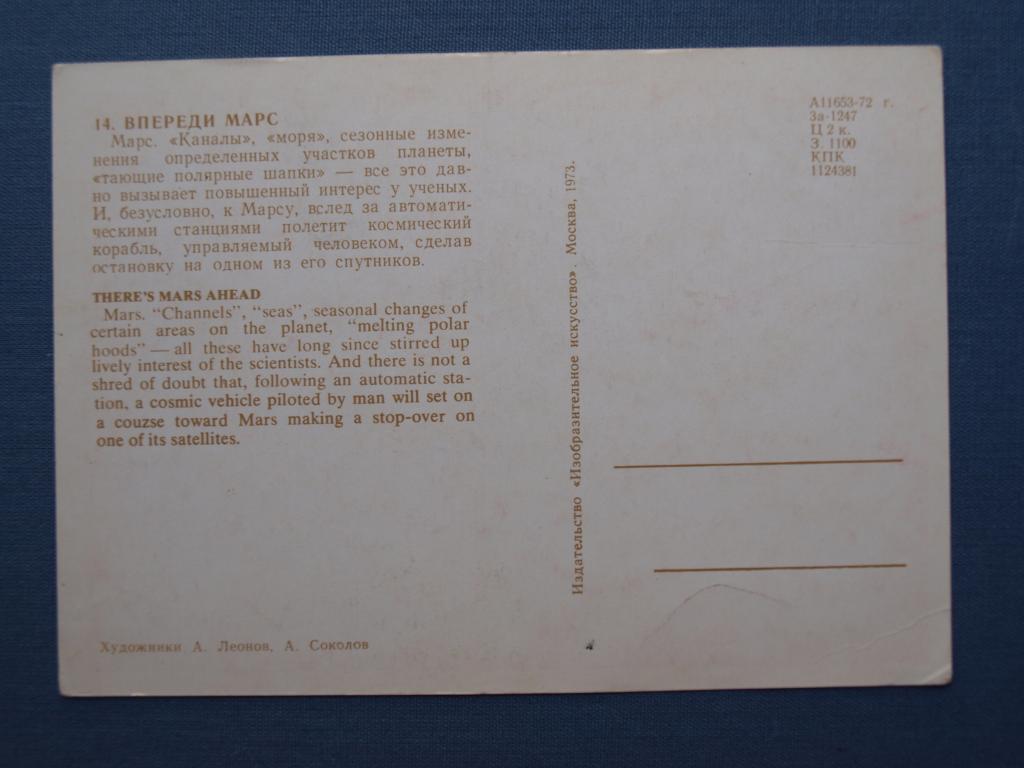 14. ВПЕРЕДИ МАРС
Марс. «Каналы», «моря», сезонные изме-
нения определенных участков планеты,
«тающие полярные шапки» — все это дав-
но вызывает повышенный интерес у ученых.
И, безусловно, к Марсу, вслед за автомати-
ческими станциями полетит космический
корабль, управляемый человеком, сделав
остановку на одном из его спутников.
THERE'S MARS AHEAD
Mars. “Channels”, “seas”, seasonal changes of
certain areas on the planet, “melting polar
hoods” — all these have long since stirred up
lively interest of the scientists. And there is not a
shred of doubt that, following an automatic sta-
tion, a cosmic vehicle piloted by man will set on
a couzse toward Mars making a stop-over on
one of its satellites.
Художники А. Леонов, А. Соколов
Издательство «Изобразительное искусство». Москва, 1973.
А11653-72 г.
За-1247
Ц 2 к.
З. 1100
КПК
1124381